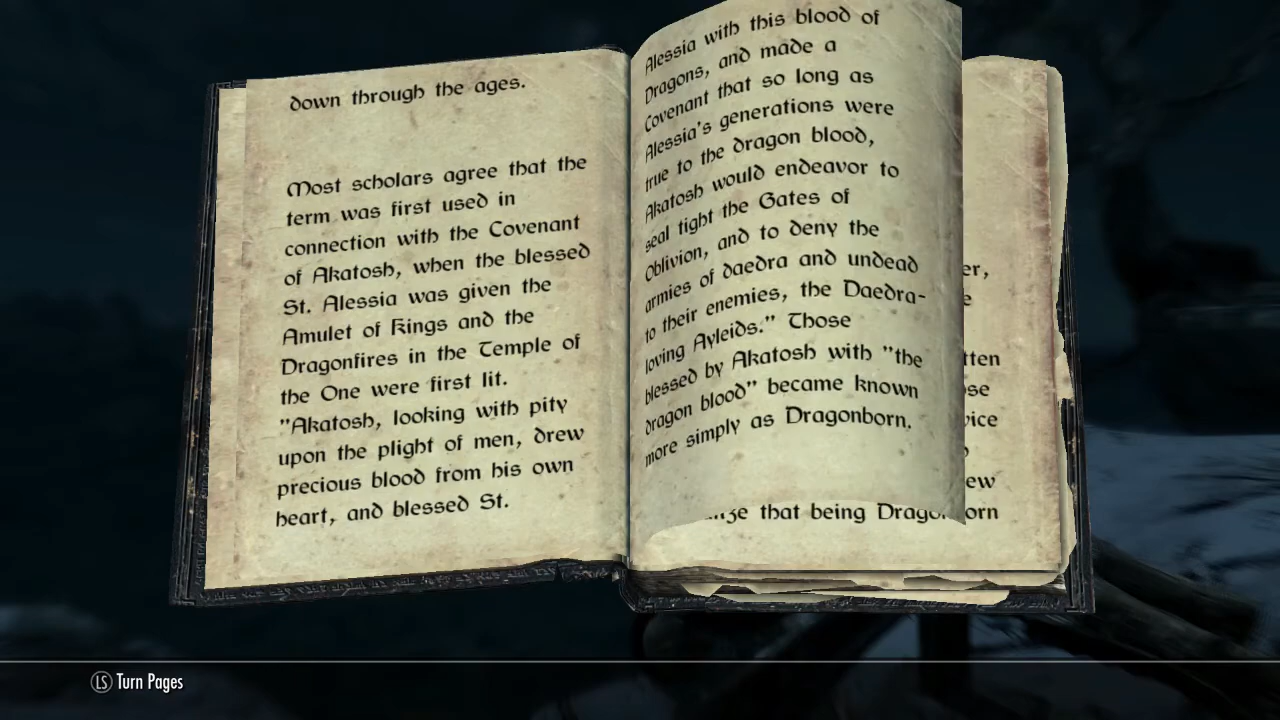 down through the ages.
Most scholars agree that the
term was first used in
connection with the Covenant
of Akatosh, when the blessed
St. Alessia was given the
Amulet of Kings and the
Dragonfires in the Temple of
the One were first lit.
"Akatosh, looking with pity
upon the plight of men, drew
precious blood from his own
heart, and blessed St.
Alessia with this blood of
Dragons, and made a
Covenant that so long as
Alessia's generations were
true to the dragon blood,
Akatosh would endeavor to
seal tight the Gates of
Oblivion, and to deny the
armies of daedra and undead
to their enemies, the Daedra-
loving Ayleids." Those
blessed by Akatosh with "the
dragon blood" became known
more simply as Dragonborn.
that being
LS Turn Pages